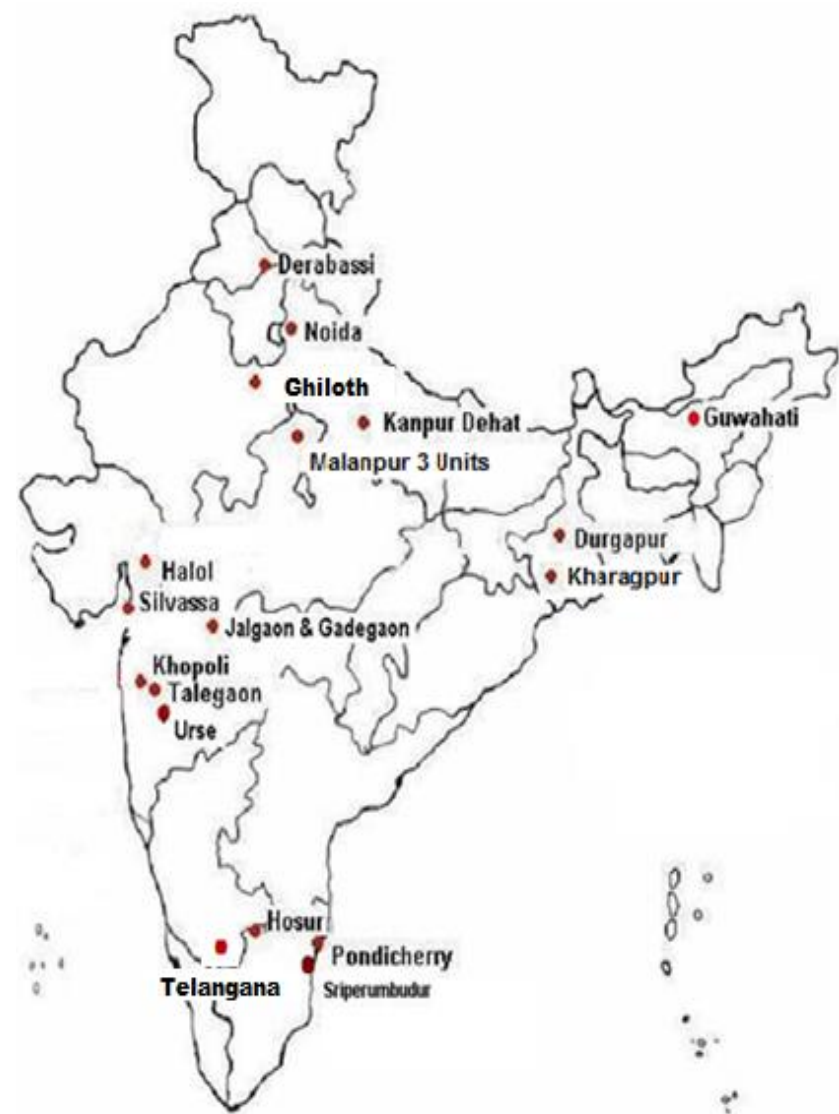 Derabassi
Noida
Ghiloth
Kanpur Dehat
Guwahati
Malanpur 3 Units
Durgapur
Halol
Kharagpur
Silvassa
Jalgaon & Gadegaon
Khopoli
Talegaon
Urse
Hosur
Pondicherry
Telangana
Sriperumbudur